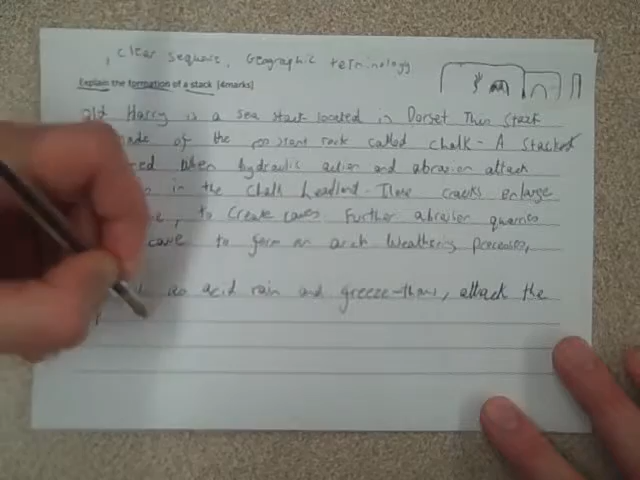 , clear sequence, Geographic terminology
Explain the formation of a stack [6marks]
old Harry is a sea stack located in Dorset This stack
made of the rock called chalk - A stack
when hydraulic action and abrasion attack
in the chalk headland. These cracks enlarge
, to create caves Further abrasion
cave to form an arch Weathering processes,
as acid rain and freeze-thaw, attack the